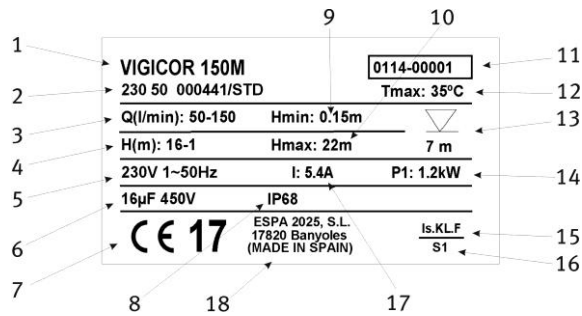 9
10
1
VIGICOR 150M
0114-00001
11
2
230 50 000441/STD
Tmax: 35ºC
12
3
Q(l/min): 50-150
Hmin: 0.15m
13
4
H(m): 16-1
Hmax: 22m
7 m
5
230V 1~50Hz
I: 5.4A
P1: 1.2kW
14
6
16µF 450V
IP68
7
CE 17
ESPA 2025, S.L.
17820 Banyoles
(MADE IN SPAIN)
Is.KL.F
15
S1
16
8
18
17